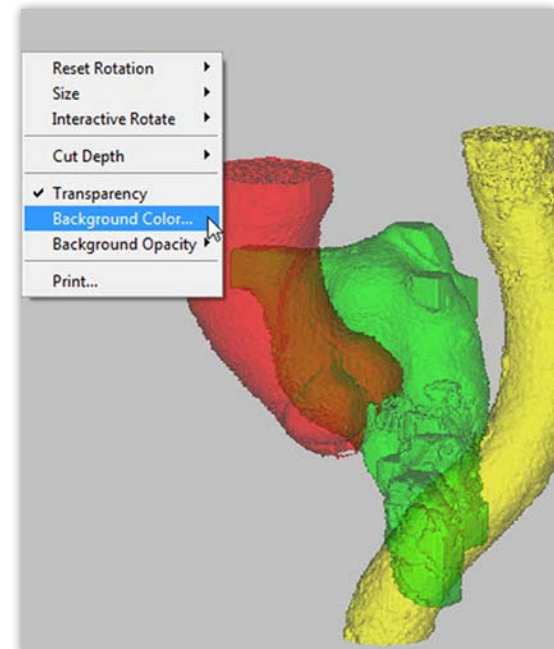 Reset Rotation
Size
Interactive Rotate
Cut Depth
Transparency
Background Color...
Background Opacity
Print...